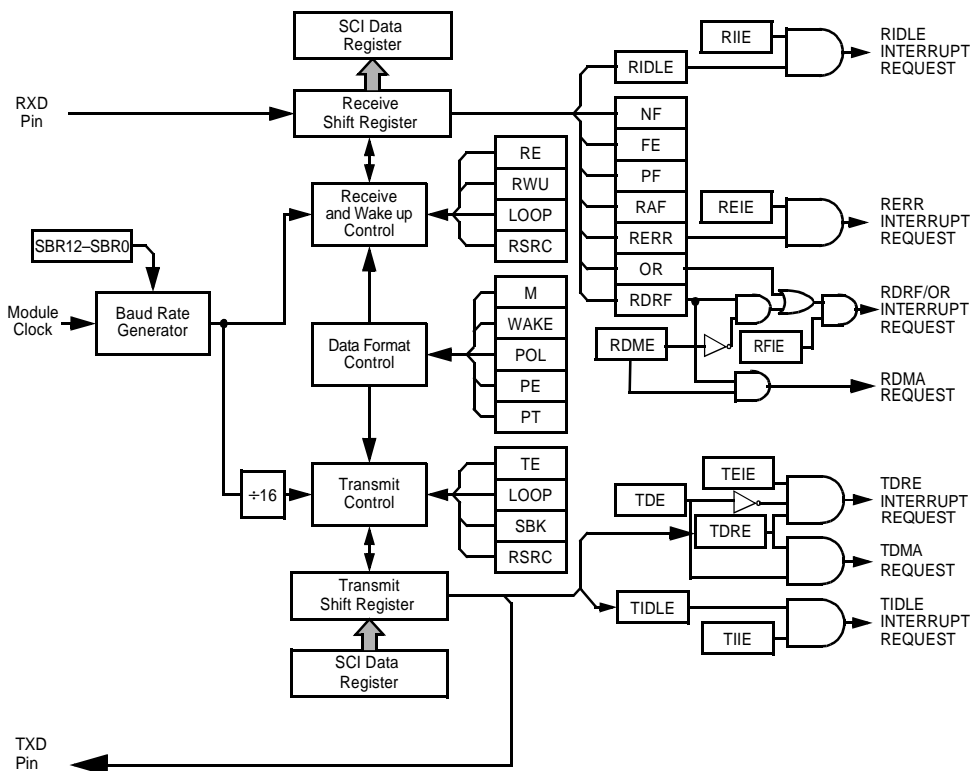 SCI Data
Register
RXD
Pin
Receive
Shift Register
RIDLE
RIIE
RIDLE
INTERRUPT
REQUEST
NF
FE
PF
RAF
RERR
OR
RDRF
REIE
RERR
INTERRUPT
REQUEST
RE
RWU
LOOP
RSRC
Receive
and Wake up
Control
SBR12–SBR0
Module
Clock
Baud Rate
Generator
Data Format
Control
M
WAKE
POL
PE
PT
RDME
RFIE
RDRF/OR
INTERRUPT
REQUEST
RDMA
REQUEST
÷16
Transmit
Control
TE
LOOP
SBK
RSRC
TDE
TEIE
TDRE
TDRE
INTERRUPT
REQUEST
TDMA
REQUEST
Transmit
Shift Register
TIDLE
TIIE
TIDLE
INTERRUPT
REQUEST
SCI Data
Register
TXD
Pin